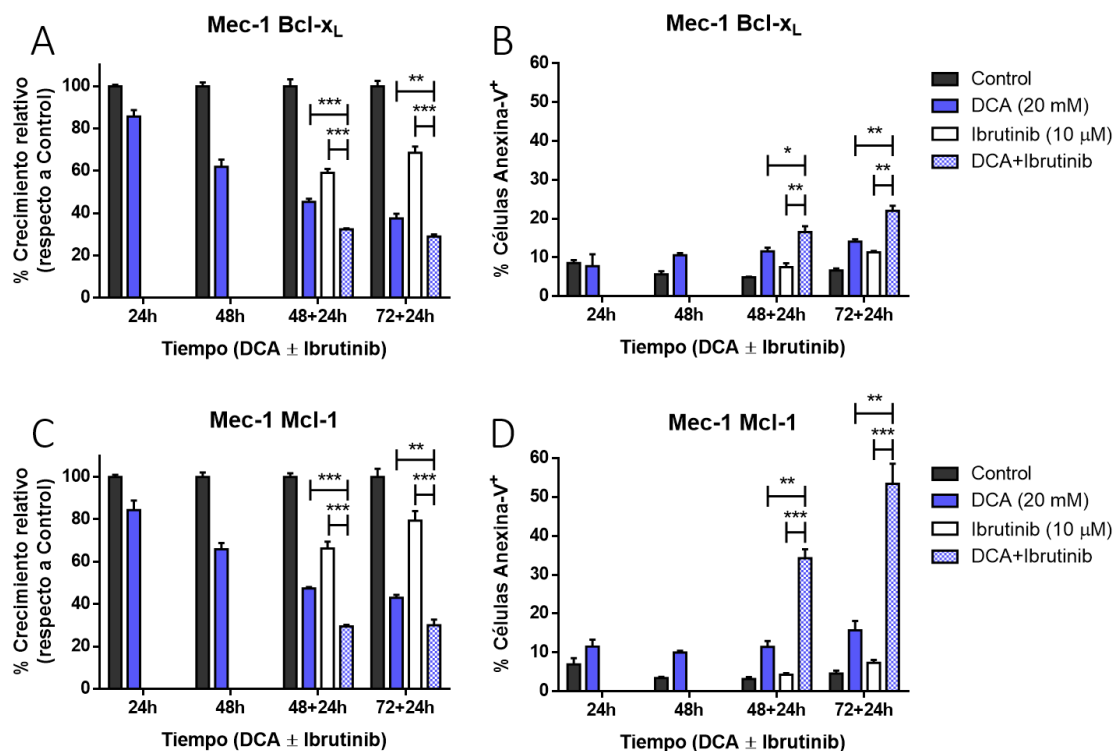 A
Mec-1 Bcl-xL
% Crecimiento relativo
(respecto a Control)
100
80
60
40
20
0
***
***
**
***
24h 48h 48+24h 72+24h
Tiempo (DCA ± Ibrutinib)
B
Mec-1 Bcl-xL
% Células Anexina-V+
60
50
40
30
20
10
0
*
**
**
**
24h 48h 48+24h 72+24h
Tiempo (DCA ± Ibrutinib)
Control
DCA (20 mM)
Ibrutinib (10 µM)
DCA+Ibrutinib
C
Mec-1 Mcl-1
% Crecimiento relativo
(respecto a Control)
100
80
60
40
20
0
***
***
**
***
24h 48h 48+24h 72+24h
Tiempo (DCA ± Ibrutinib)
D
Mec-1 Mcl-1
% Células Anexina-V+
60
50
40
30
20
10
0
**
***
**
***
24h 48h 48+24h 72+24h
Tiempo (DCA ± Ibrutinib)
Control
DCA (20 mM)
Ibrutinib (10 µM)
DCA+Ibrutinib